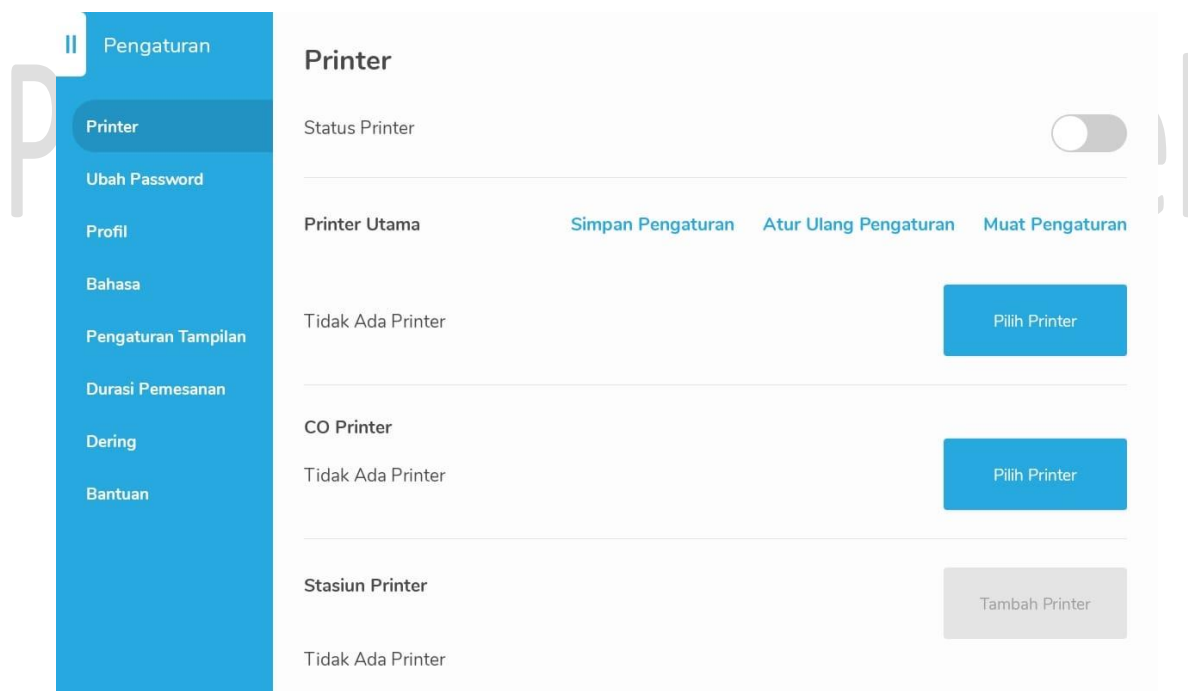 Pengaturan
Printer
Ubah Password
Profil
Bahasa
Pengaturan Tampilan
Durasi Pemesanan
Dering
Bantuan
Printer
Status Printer
Printer Utama Simpan Pengaturan Atur Ulang Pengaturan Muat Pengaturan
Tidak Ada Printer Pilih Printer
CO Printer
Tidak Ada Printer Pilih Printer
Stasiun Printer
Tambah Printer
Tidak Ada Printer